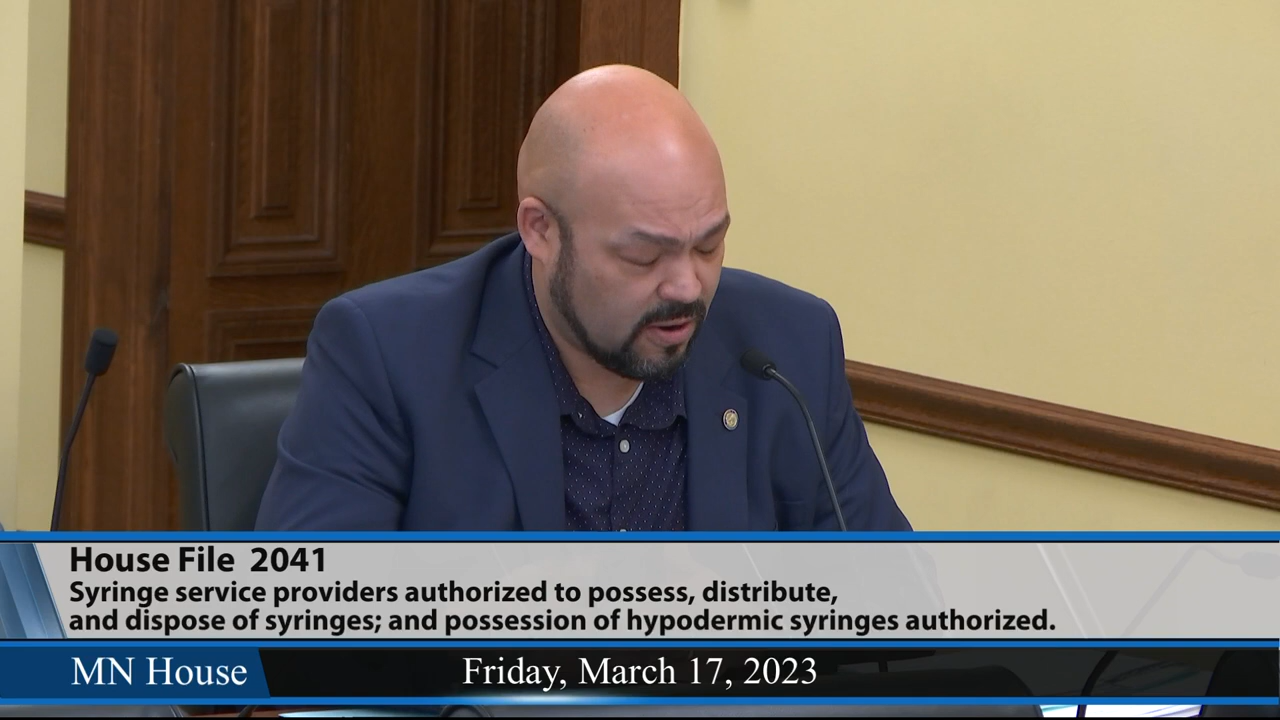 House File 2041
Syringe service providers authorized to possess, distribute,
and dispose of syringes; and possession of hypodermic syringes authorized.
MN House
Friday, March 17, 2023